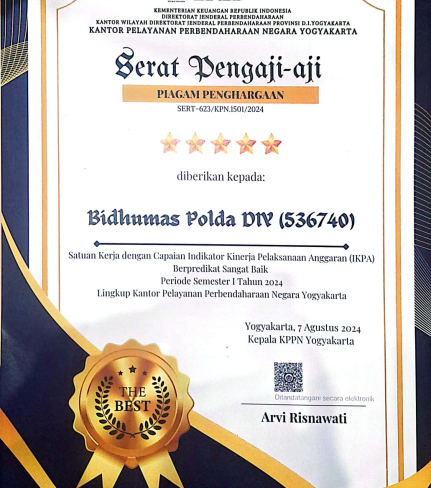 KEMENTERIAN KEUANGAN REPUBLIK INDONESIA
DIREKTORAT JENDERAL PERBENDAHARAAN
KANTOR WILAYAH DIREKTORAT JENDERAL PERBENDAHARAAN PROVINSI D.I.YOGYAKARTA
KANTOR PELAYANAN PERBENDAHARAAN NEGARA YOGYAKARTA
Serat Pengaji-aji
PIAGAM PENGHARGAAN
SERT-623/KPN.1501/2024
diberikan kepada:
Bidhumas Polda DIY (536740)
Satuan Kerja dengan Capaian Indikator Kinerja Pelaksanaan Anggaran (IKPA)
Berpredikat Sangat Baik
Periode Semester I Tahun 2024
Lingkup Kantor Pelayanan Perbendaharaan Negara Yogyakarta
Yogyakarta, 7 Agustus 2024
Kepala KPPN Yogyakarta
Ditandatangani secara elektronik
Arvi Risnawati
THE
BEST